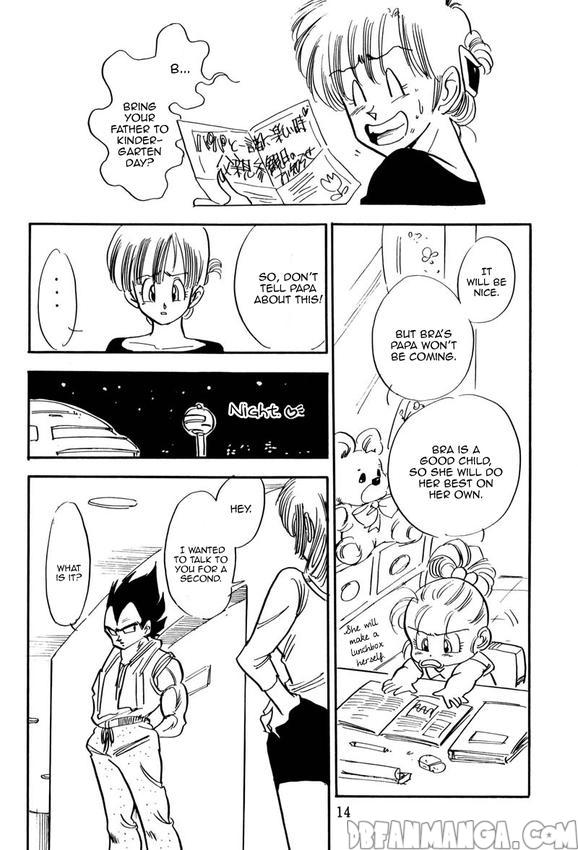 B...
BRING
YOUR
FATHER TO
KINDER-
GARTEN
DAY?
IT
WILL BE
NICE.
BUT BRA'S
PAPA WON'T
BE COMING.
BRA IS A
GOOD CHILD,
SO SHE WILL DO
HER BEST ON
HER OWN.
She will
make a
lunchbox
herself.
SO, DON'T
TELL PAPA
ABOUT THIS!
...
Night
HEY.
I WANTED
TO TALK TO
YOU FOR A
SECOND.
WHAT
IS IT?
14
DBFANMANGA.COM